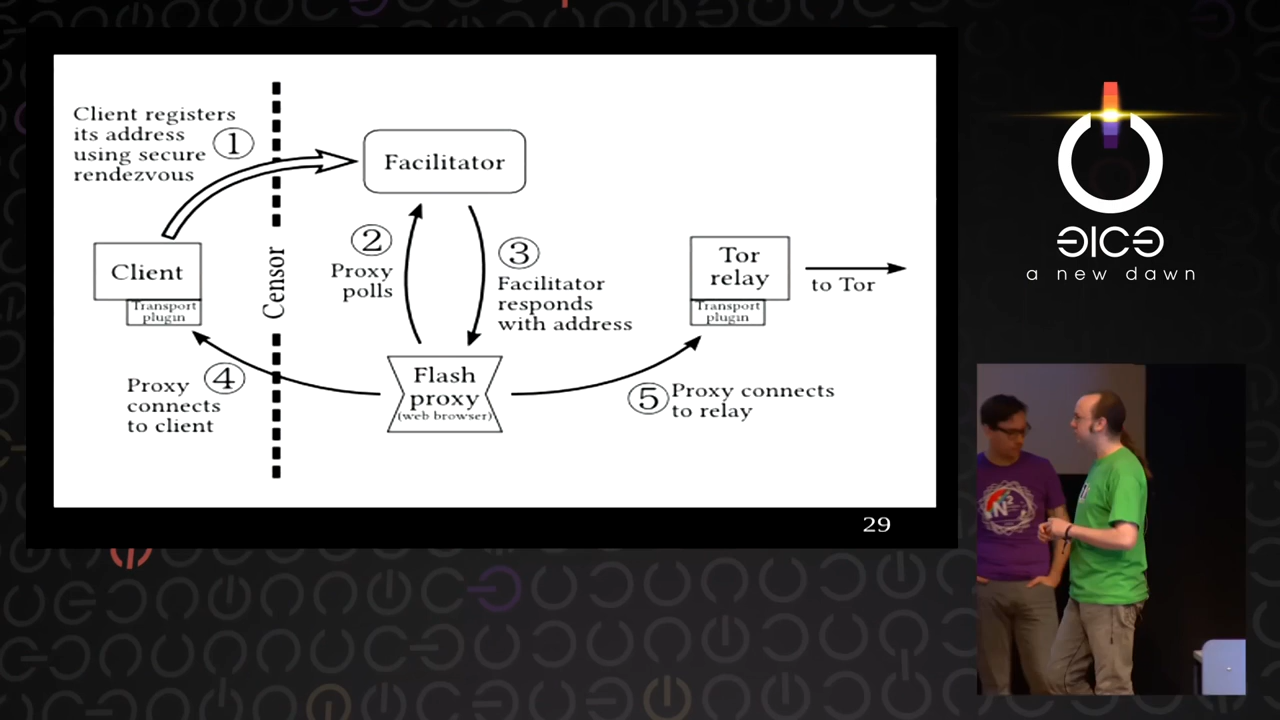 Client registers
its address
using secure
rendezvous
1
Facilitator
2
Proxy
polls
3
Facilitator
responds
with address
Client
Transport
plugin
Censor
Tor
relay
Transport
plugin
to Tor
4
Proxy
connects
to client
Flash
proxy
(web browser)
5
Proxy connects
to relay
29
31C3
a new dawn
N²